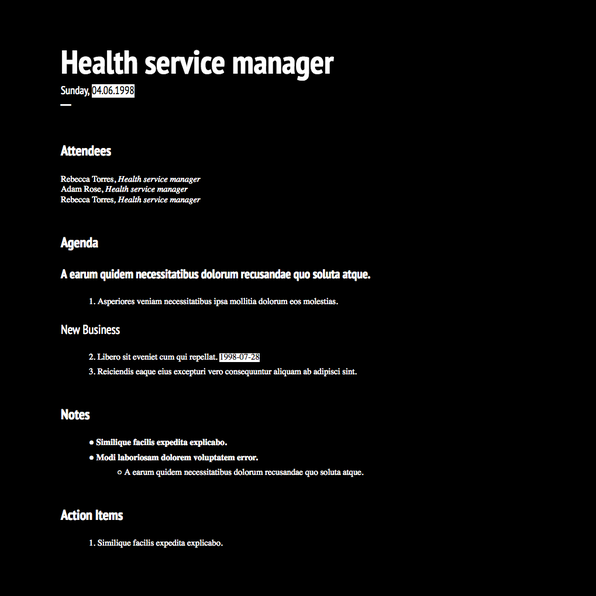 Health service manager
Sunday, 04.06.1998
Attendees
Rebecca Torres, Health service manager
Adam Rose, Health service manager
Rebecca Torres, Health service manager
Agenda
A earum quidem necessitatibus dolorum recusandae quo soluta atque.
1. Asperiores veniam necessitatibus ipsa mollitia dolorum eos molestias.
New Business
2. Libero sit eveniet cum qui repellat. 1998-07-28
3. Reiciendis eaque eius excepturi vero consequuntur aliquam ab adipisci sint.
Notes
● Similique facilis expedita explicabo.
● Modi laboriosam dolorem voluptatem error.
○ A earum quidem necessitatibus dolorum recusandae quo soluta atque.
Action Items
1. Similique facilis expedita explicabo.